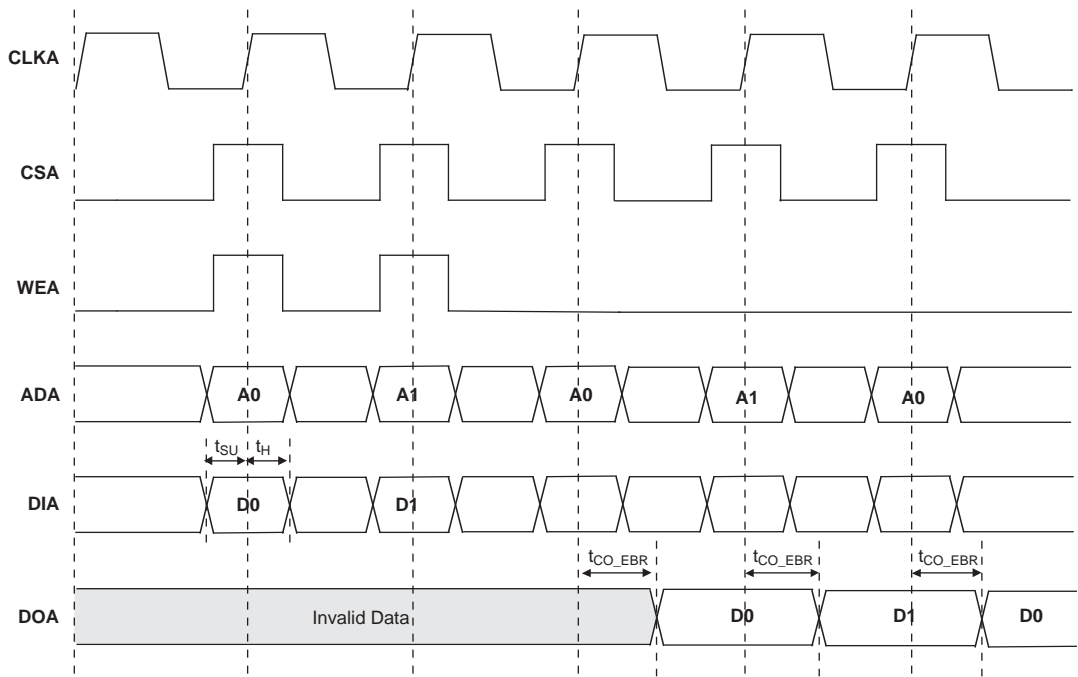 CLKA
CSA
WEA
ADA A0 A1 A0 A1 A0
tSU tH
DIA D0 D1
tCO_EBR tCO_EBR tCO_EBR
DOA Invalid Data D0 D1 D0